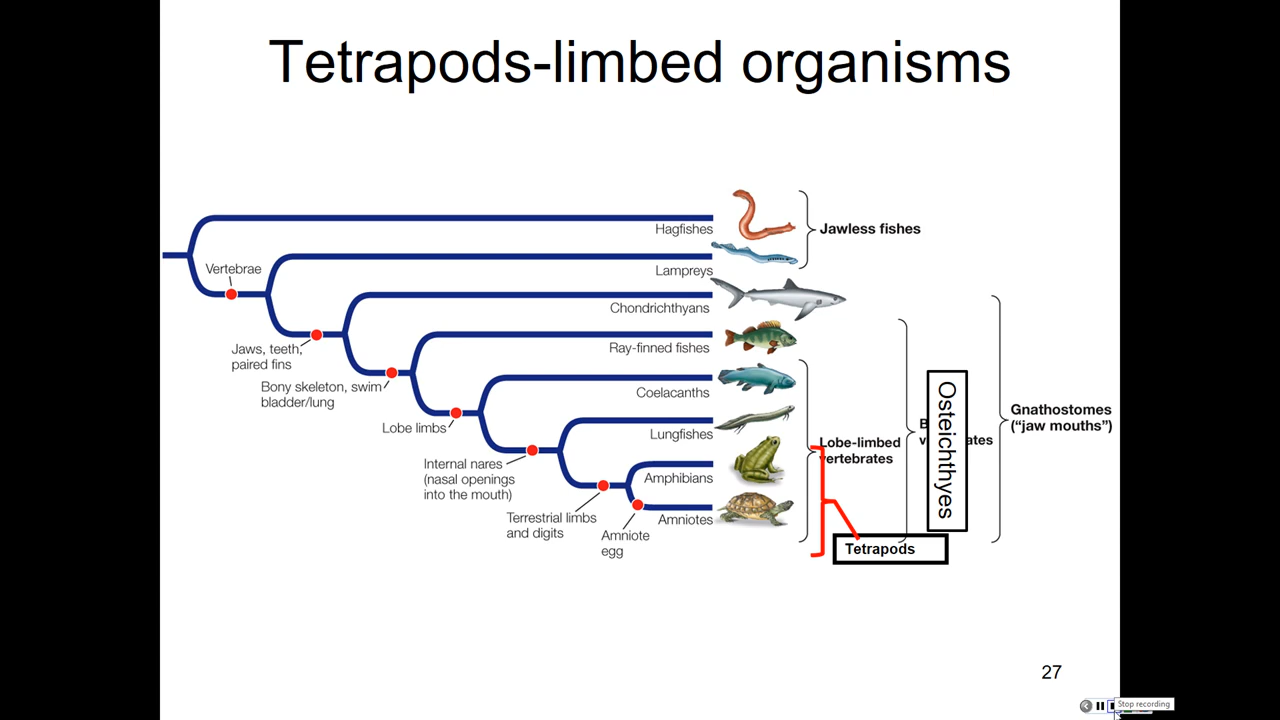 Tetrapods-limbed organisms
Hagfishes
Jawless fishes
Vertebrae
Lampreys
Chondrichthyans
Jaws, teeth,
paired fins
Ray-finned fishes
Bony skeleton, swim
bladder/lung
Coelacanths
Lobe limbs
Lungfishes
Internal nares
(nasal openings
into the mouth)
Amphibians
Terrestrial limbs
and digits
Amniote
egg
Amniotes
Lobe-limbed
vertebrates
Tetrapods
Osteichthyes
Gnathostomes
("jaw mouths")
27
Stop recording